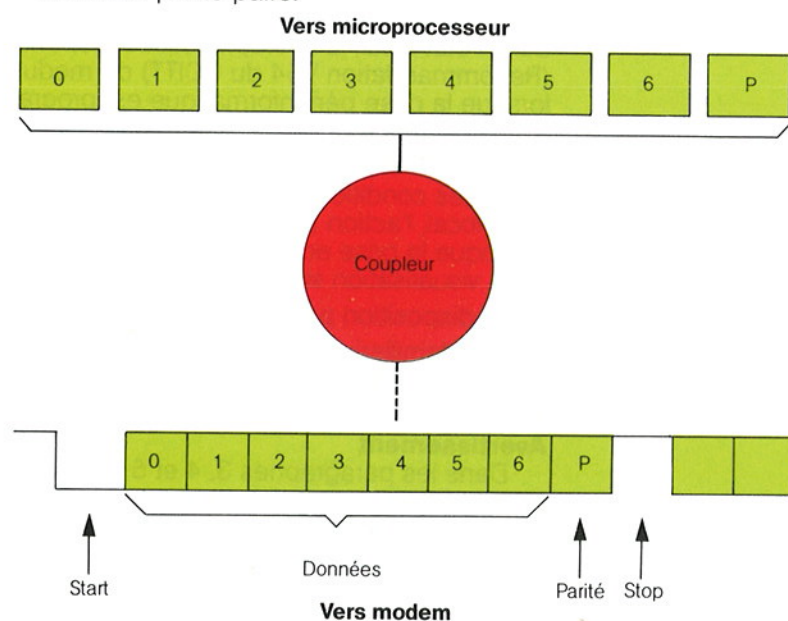 Vers microprocesseur
0 1 2 3 4 5 6 P
Coupleur
0 1 2 3 4 5 6 P
Données
Start
Parité
Stop
Vers modem